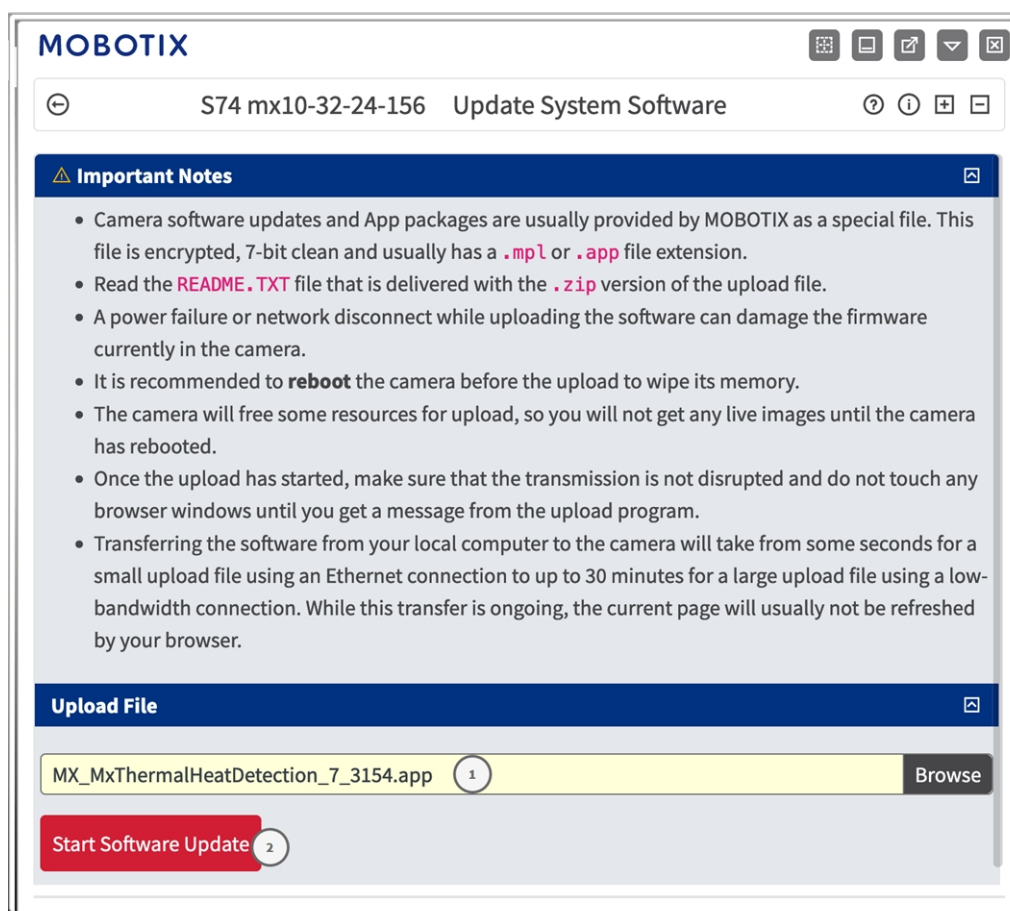 MOBOTIX
S74 mx10-32-24-156 Update System Software
Important Notes
• Camera software updates and App packages are usually provided by MOBOTIX as a special file. This
file is encrypted, 7-bit clean and usually has a .mpl or .app file extension.
• Read the README.TXT file that is delivered with the .zip version of the upload file.
• A power failure or network disconnect while uploading the software can damage the firmware
currently in the camera.
• It is recommended to reboot the camera before the upload to wipe its memory.
• The camera will free some resources for upload, so you will not get any live images until the camera
has rebooted.
• Once the upload has started, make sure that the transmission is not disrupted and do not touch any
browser windows until you get a message from the upload program.
• Transferring the software from your local computer to the camera will take from some seconds for a
small upload file using an Ethernet connection to up to 30 minutes for a large upload file using a low-
bandwidth connection. While this transfer is ongoing, the current page will usually not be refreshed
by your browser.
Upload File
MX_MxThermalHeatDetection_7_3154.app 1 Browse
Start Software Update 2